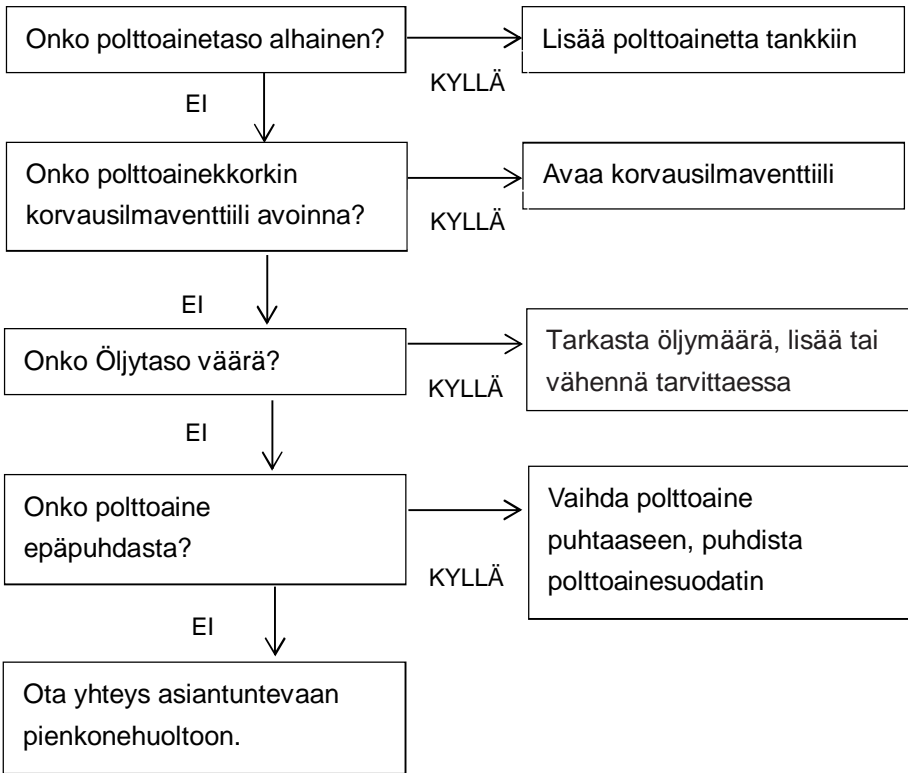 Onko polttoainetaso alhainen?
KYLLÄ
Lisää polttoainetta tankkiin
EI
Onko polttoainekkorkin
korvausilmaventtiili avoinna?
KYLLÄ
Avaa korvausilmaventtiili
EI
Onko Öljytaso väärä?
KYLLÄ
Tarkasta öljymäärä, lisää tai
vähennä tarvittaessa
EI
Onko polttoaine
epäpuhdasta?
KYLLÄ
Vaihda polttoaine
puhtaaseen, puhdista
polttoainesuodatin
EI
Ota yhteys asiantuntevaan
pienkonehuoltoon.